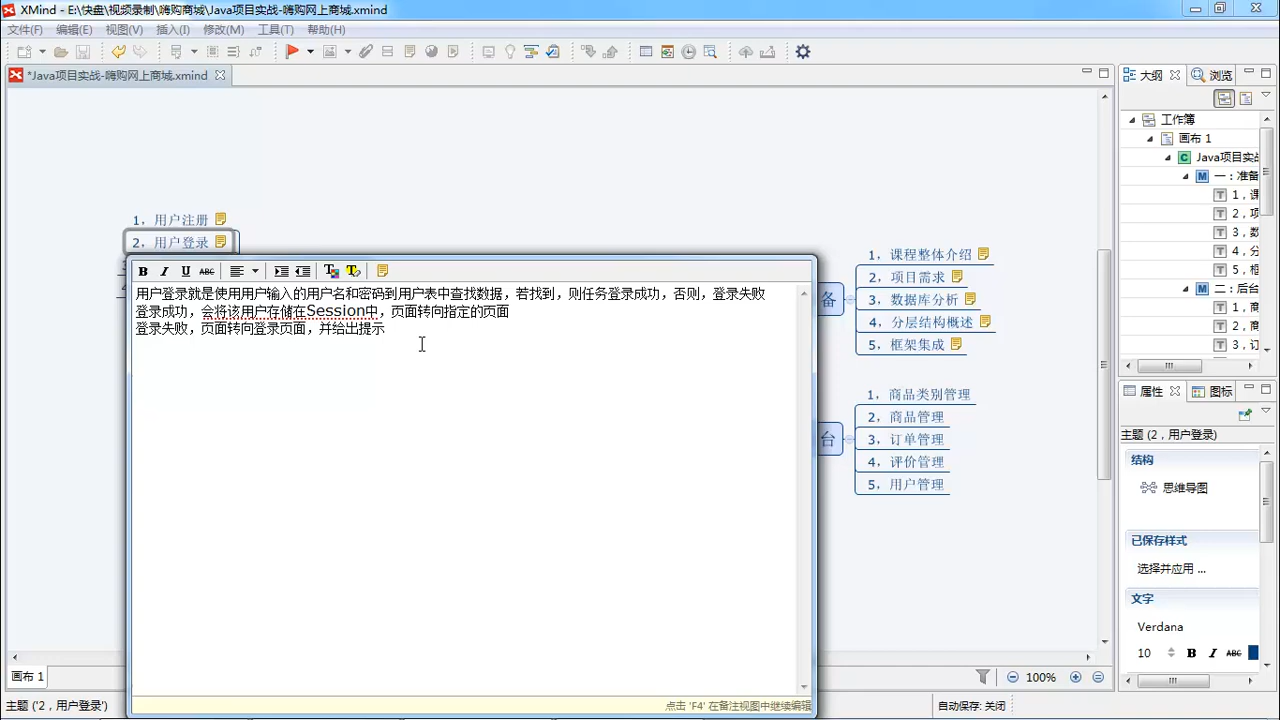 XMind - E:\快盘\视频录制\嗨购商城\Java项目实战-嗨购网上商城.xmind
文件(F) 编辑(E) 视图(V) 插入(I) 修改(M) 工具(T) 帮助(H)
*Java项目实战-嗨购网上商城.xmind
1，用户注册
2，用户登录
用户登录就是使用用户输入的用户名和密码到用户表中查找数据，若找到，则任务登录成功，否则，登录失败
登录成功，会将该用户存储在Session中，页面转向指定的页面
登录失败，页面转向登录页面，并给出提示
点击 'F4' 在备注视图中继续编辑
备
1，课程整体介绍
2，项目需求
3，数据库分析
4，分层结构概述
5，框架集成
台
1，商品类别管理
2，商品管理
3，订单管理
4，评价管理
5，用户管理
大纲 浏览
工作簿
画布 1
Java项目实战
一：准备
1，课
2，项
3，数
4，分
5，框
二：后台
1，商
2，商
3，订
属性 图标
主题 (2，用户登录)
结构
思维导图
已保存样式
选择并应用 ...
文字
Verdana
10 B I ABC
画布 1
100%
主题 ('2，用户登录')
自动保存: 关闭